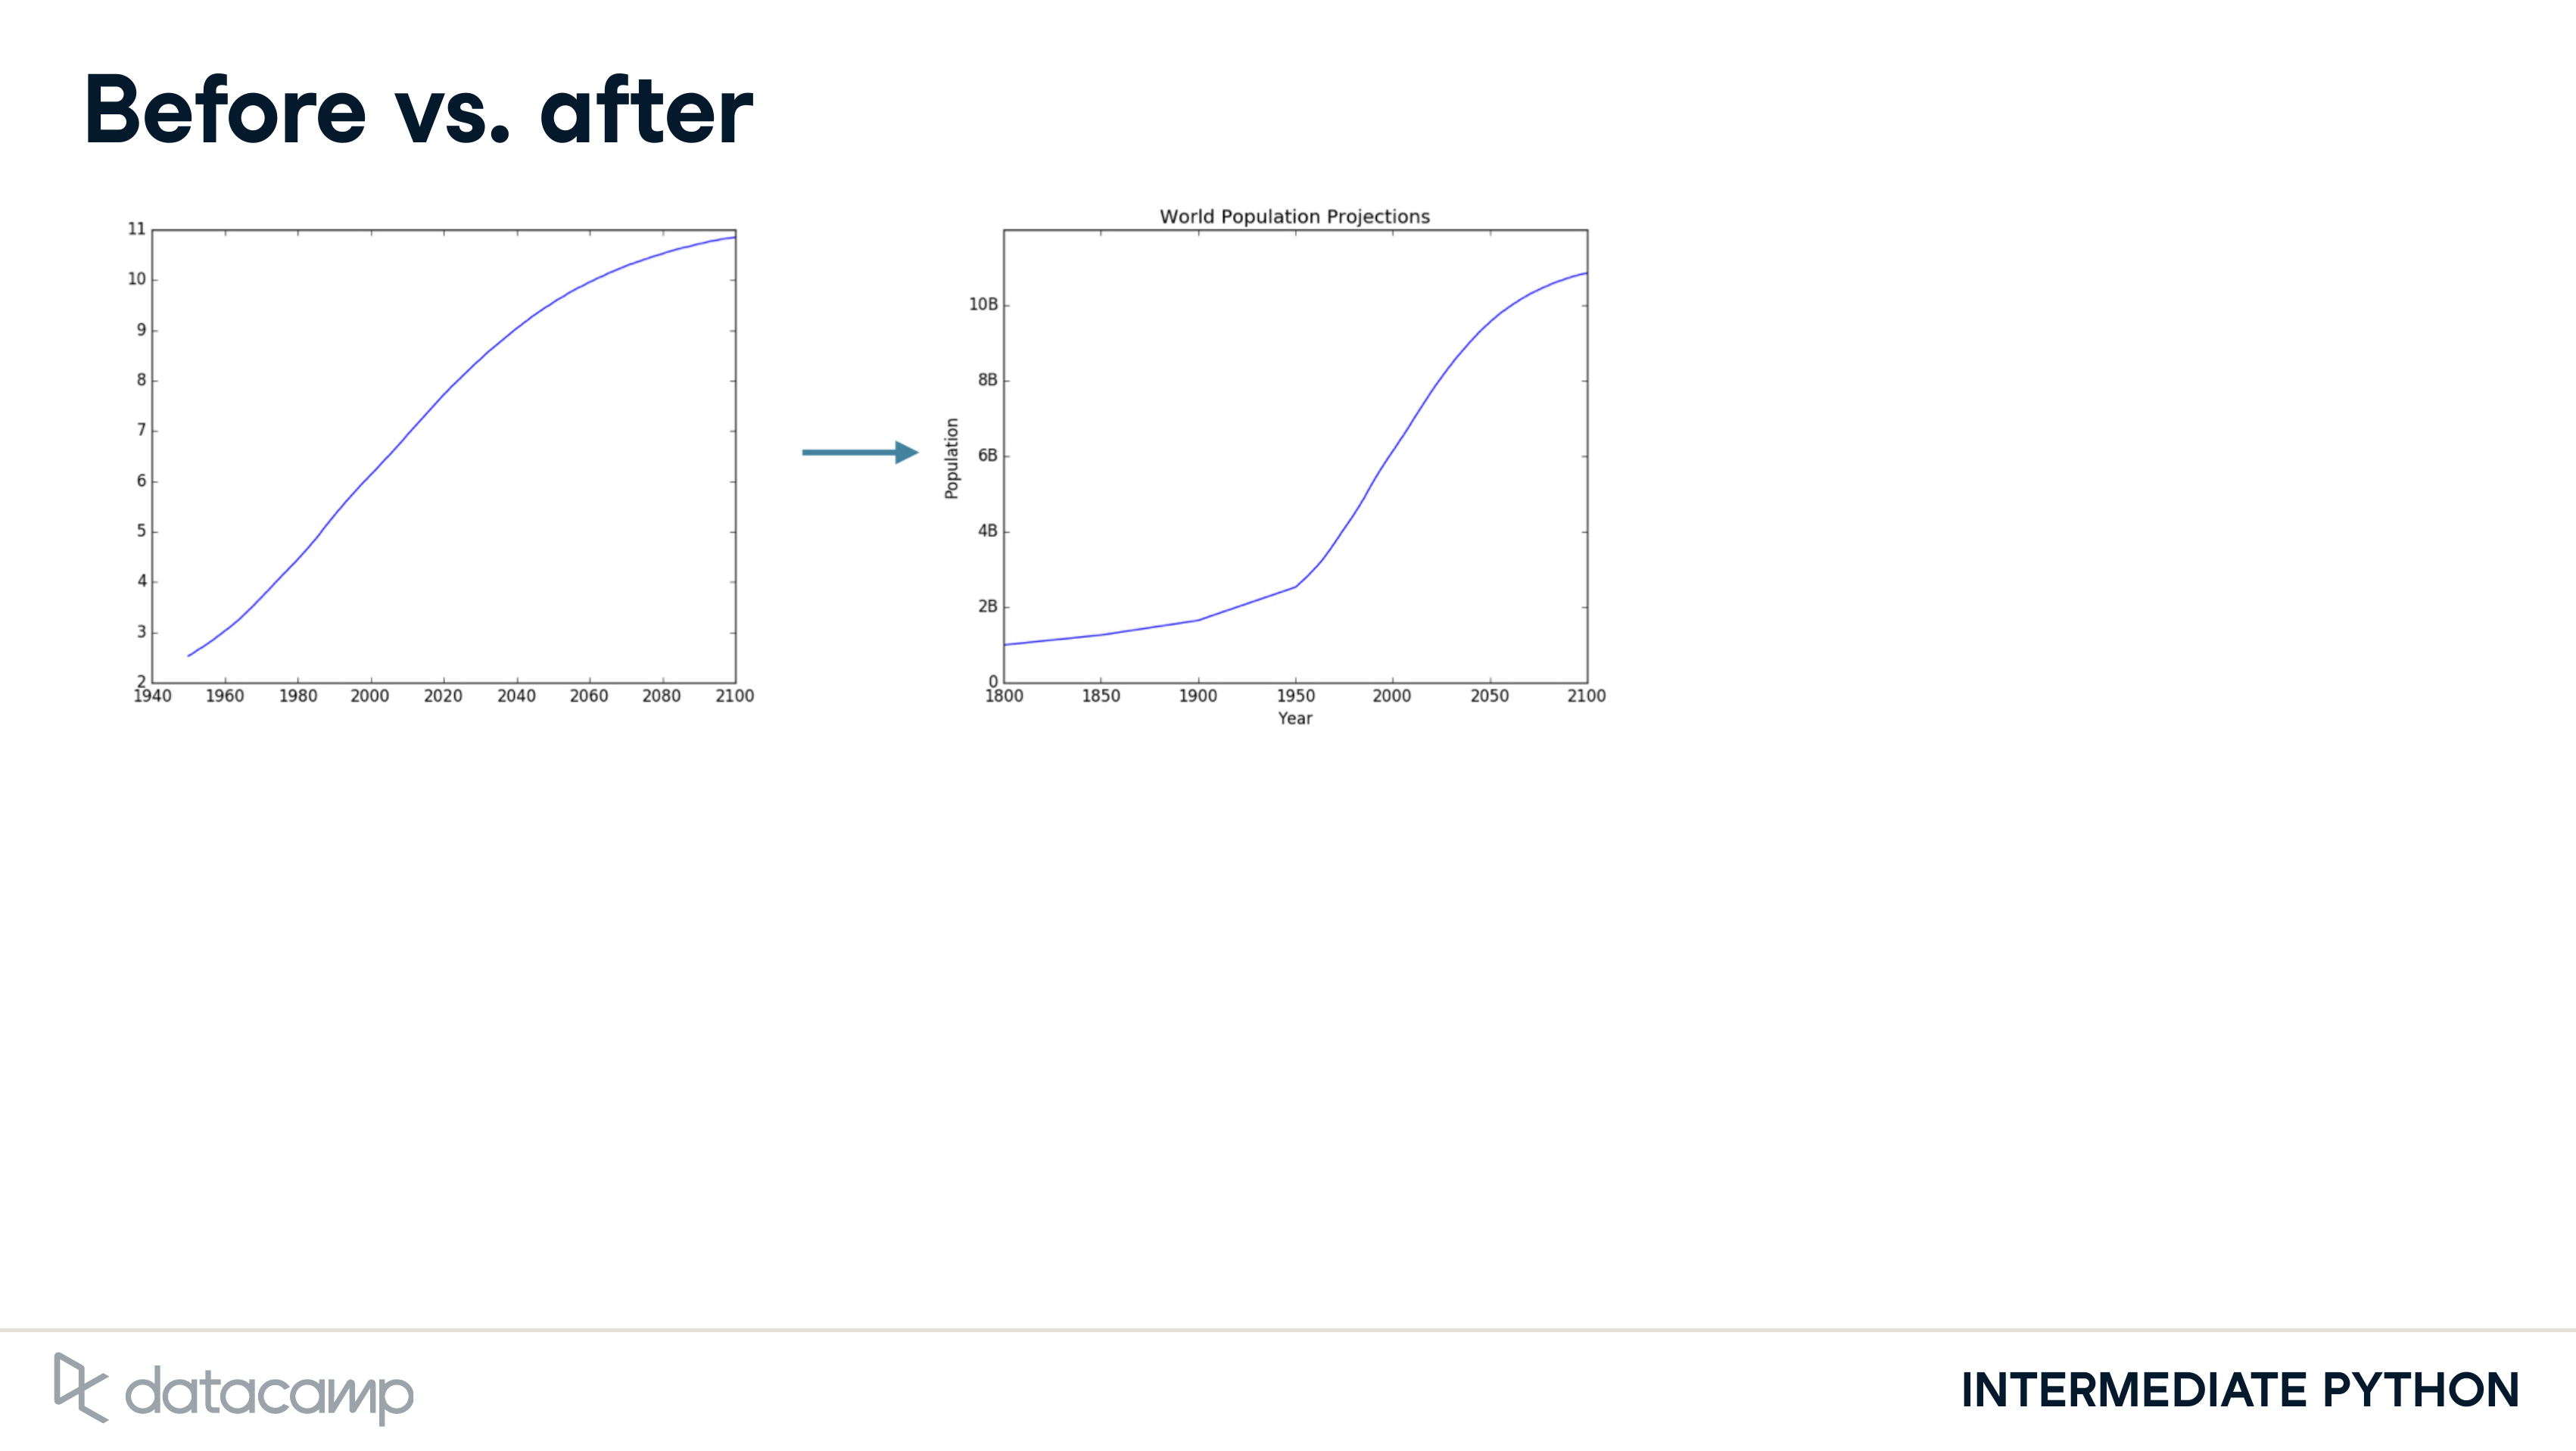 Before vs. after
11
10
9
8
7
6
5
4
3
2
1940 1960 1980 2000 2020 2040 2060 2080 2100
World Population Projections
Population
10B
8B
6B
4B
2B
0
1800 1850 1900 1950 2000 2050 2100
Year
datacamp
INTERMEDIATE PYTHON